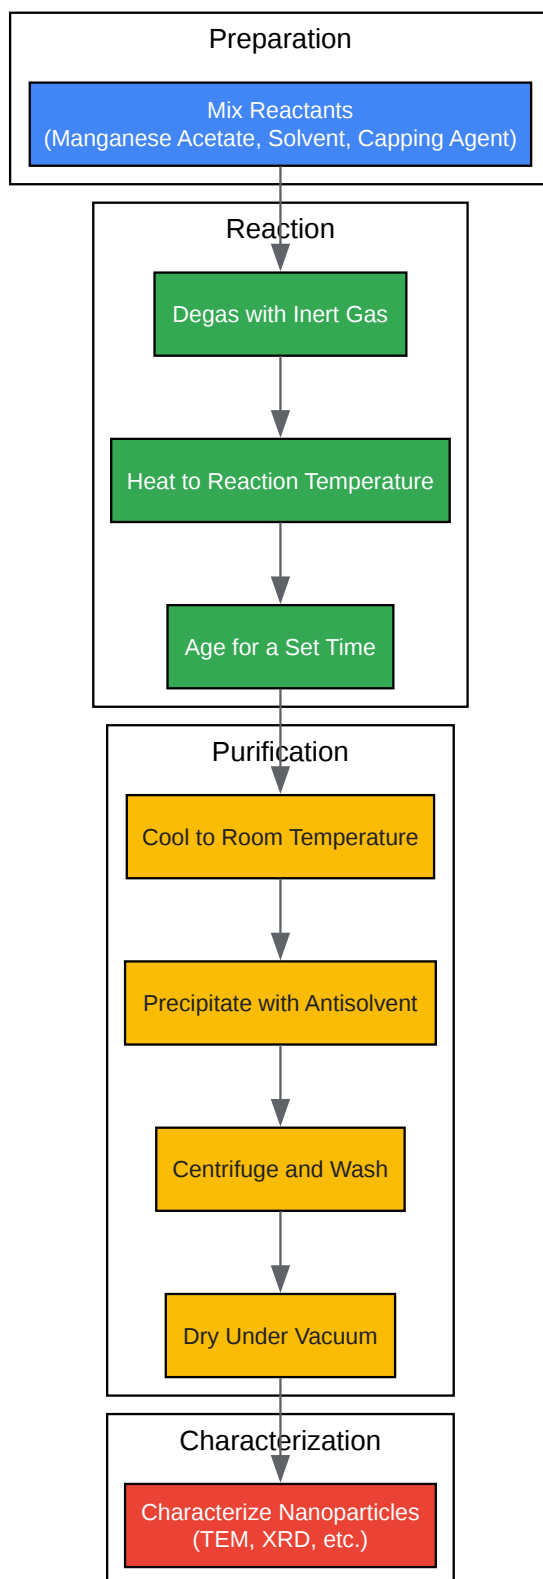 Preparation
Mix Reactants
(Manganese Acetate, Solvent, Capping Agent)
Reaction
Degas with Inert Gas
Heat to Reaction Temperature
Age for a Set Time
Purification
Cool to Room Temperature
Precipitate with Antisolvent
Centrifuge and Wash
Dry Under Vacuum
Characterization
Characterize Nanoparticles
(TEM, XRD, etc.)